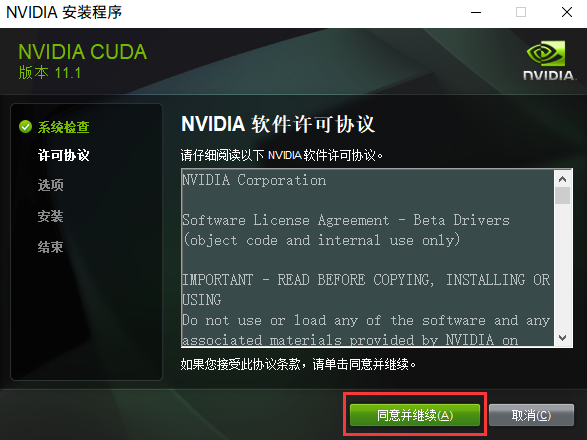 NVIDIA 安装程序
NVIDIA CUDA
版本 11.1
NVIDIA.
系统检查
许可协议
选项
安装
结束
NVIDIA 软件许可协议
请仔细阅读以下 NVIDIA 软件许可协议。
NVIDIA Corporation
Software License Agreement - Beta Drivers
(object code and internal use only)
IMPORTANT - READ BEFORE COPYING, INSTALLING OR
USING
Do not use or load any of the software and any
associated materials provided by NVIDIA on
如果您接受此协议条款，请单击同意并继续。
同意并继续(A)
取消(C)